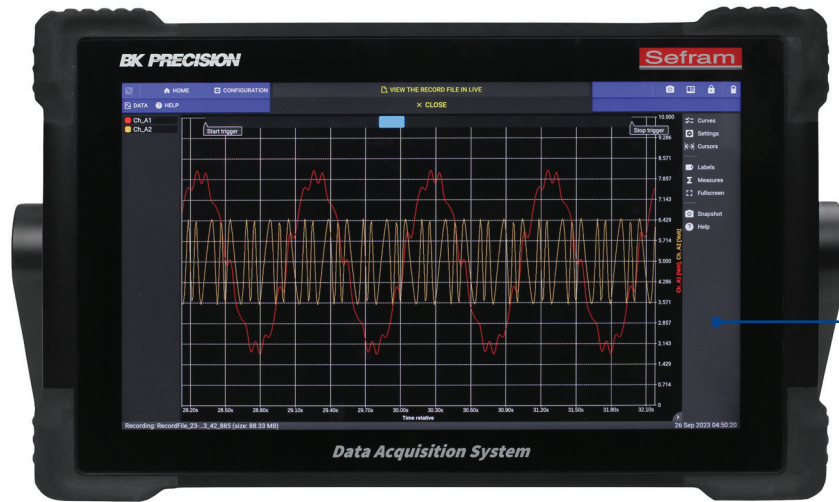 BK PRECISION
Sefram
HOME
CONFIGURATION
VIEW THE RECORD FILE IN LIVE
DATA
HELP
× CLOSE
Ch_A1
Ch_A2
Start trigger
Stop trigger
10.000
9.286
8.571
7.857
7.143
6.429
5.714
5.000
4.286
3.571
2.857
2.143
1.429
0.714
0
Ch_A1 [Volt] Ch_A2 [Volt]
Curves
Settings
Cursors
Labels
Measures
Fullscreen
Snapshot
Help
28.20s 28.50s 28.80s 29.10s 29.40s 29.70s 30.00s 30.30s 30.60s 30.90s 31.20s 31.50s 31.80s 32.10s
Time relative
Recording: RecordFile_23-...3_42_885 (size: 88.33 MB)
26 Sep 2023 04:50:20
Data Acquisition System